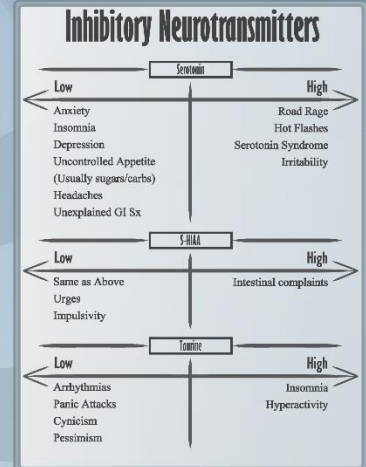 Inhibitory Neurotransmitters
Serotonin
Low High
Anxiety Road Rage
Insomnia Hot Flashes
Depression Serotonin Syndrome
Uncontrolled Appetite Irritability
(Usually sugars/carbs)
Headaches
Unexplained GI Sx
5-HIAA
Low High
Same as Above Intestinal complaints
Urges
Impulsivity
Taurine
Low High
Arrhythmias Insomnia
Panic Attacks Hyperactivity
Cynicism
Pessimism